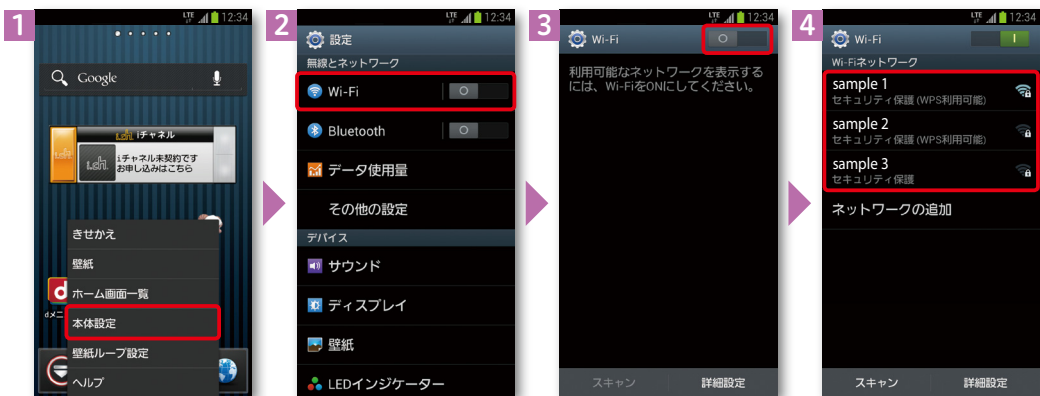 1
LTE 12:34
Google
i.ch. iチャネル
i.ch.
i.ch.
iチャネル未契約です
お申し込みはこちら
きせかえ
壁紙
d
ホーム画面一覧
dメニ
本体設定
壁紙ループ設定
ヘルプ
2
LTE 12:34
設定
無線とネットワーク
Wi-Fi
Bluetooth
データ使用量
その他の設定
デバイス
サウンド
ディスプレイ
壁紙
LEDインジケーター
3
LTE 12:34
Wi-Fi
利用可能なネットワークを表示する
には、Wi-FiをONにしてください。
スキャン 詳細設定
4
LTE 12:34
Wi-Fi
Wi-Fiネットワーク
sample 1
セキュリティ保護 (WPS利用可能)
sample 2
セキュリティ保護 (WPS利用可能)
sample 3
セキュリティ保護
ネットワークの追加
スキャン 詳細設定